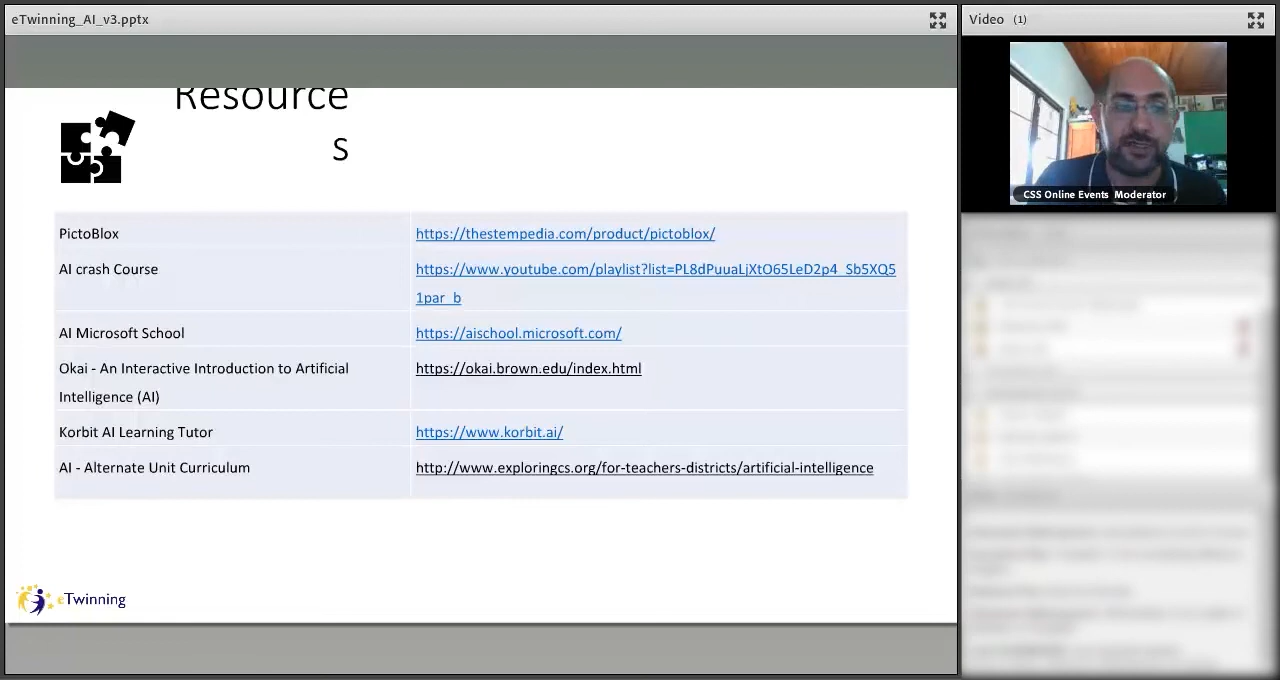 eTwinning_AI_v3.pptx
Video (1)
Resource
s
CSS Online Events Moderator
PictoBlox https://thestempedia.com/product/pictoblox/
AI crash Course https://www.youtube.com/playlist?list=PL8dPuuaLjXtO65LeD2p4_Sb5XQ5
1par_b
AI Microsoft School https://aischool.microsoft.com/
Okai - An Interactive Introduction to Artificial https://okai.brown.edu/index.html
Intelligence (AI)
Korbit AI Learning Tutor https://www.korbit.ai/
AI - Alternate Unit Curriculum http://www.exploringcs.org/for-teachers-districts/artificial-intelligence
eTwinning